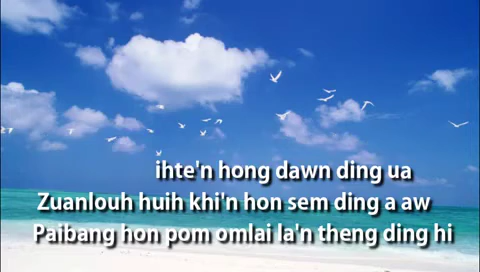 ihte'n hong dawn ding ua
Zuanlouh huih khi'n hon sem ding a aw
Paibang hon pom omlai la'n theng ding hi